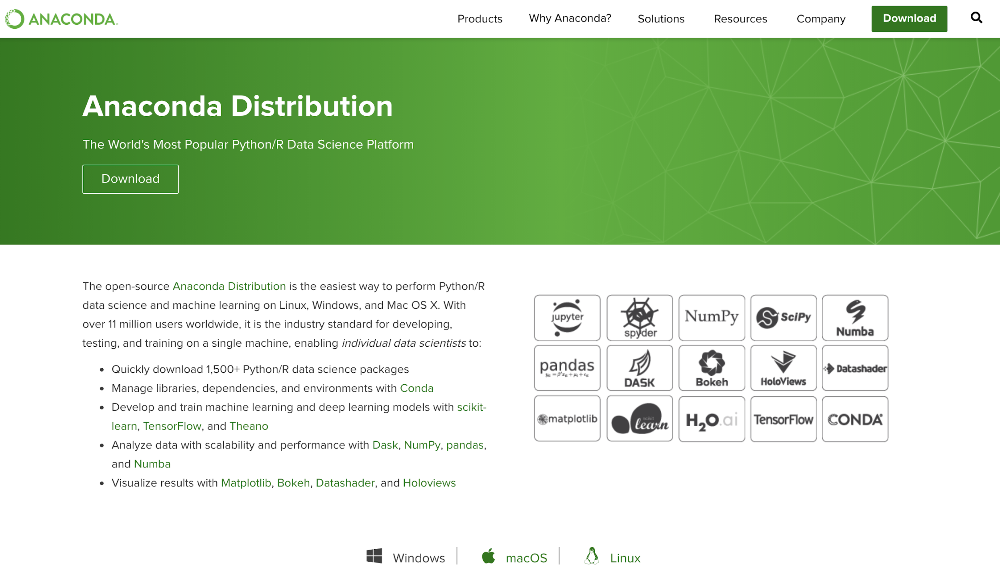 ANACONDA.
Products Why Anaconda? Solutions Resources Company Download
Anaconda Distribution
The World's Most Popular Python/R Data Science Platform
Download
The open-source Anaconda Distribution is the easiest way to perform Python/R
data science and machine learning on Linux, Windows, and Mac OS X. With
over 11 million users worldwide, it is the industry standard for developing,
testing, and training on a single machine, enabling individual data scientists to:
• Quickly download 1,500+ Python/R data science packages
• Manage libraries, dependencies, and environments with Conda
• Develop and train machine learning and deep learning models with scikit-
learn, TensorFlow, and Theano
• Analyze data with scalability and performance with Dask, NumPy, pandas,
and Numba
• Visualize results with Matplotlib, Bokeh, Datashader, and Holoviews
jupyter
spyder
NumPy
SciPy
Numba
pandas
DASK
Bokeh
HoloViews
Datashader
matplotlib
scikit
learn
H2O.ai
TensorFlow
CONDA
Windows | macOS | Linux